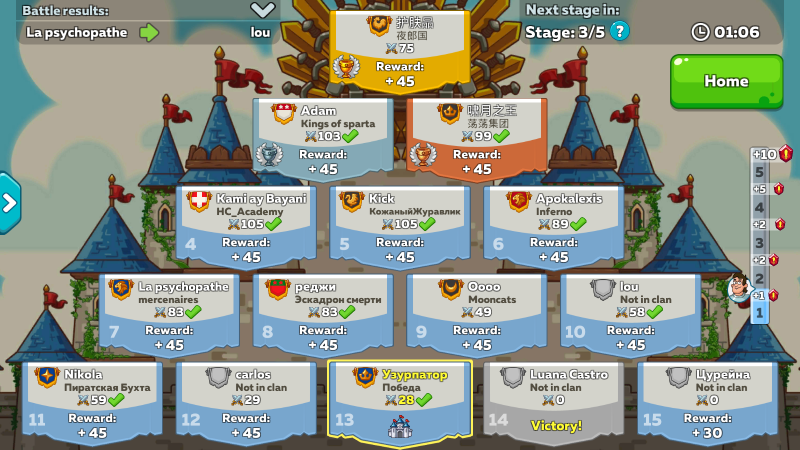 Battle results:
La psychopathe
lou
护肤品
夜郎国
75
Reward:
+ 45
Next stage in:
Stage: 3/5 ?
01:06
Home
Adam
Kings of sparta
103
Reward:
+ 45
啸月之王
荡荡集团
99
Reward:
+ 45
Kami ay Bayani
HC_Academy
105
4
Reward:
+ 45
Kick
КожаныйЖуравлик
105
5
Reward:
+ 45
Apokalexis
Inferno
89
6
Reward:
+ 45
La psychopathe
mercenaires
83
7
Reward:
+ 45
реджи
Эскадрон смерти
83
8
Reward:
+ 45
Oooo
Mooncats
49
9
Reward:
+ 45
lou
Not in clan
58
10
Reward:
+ 45
Nikola
Пиратская Бухта
59
11
Reward:
+ 45
carlos
Not in clan
29
12
Reward:
+ 45
Узурпатор
Победа
28
13
Luana Castro
Not in clan
0
14
Victory!
Цурейна
Not in clan
0
15
Reward:
+ 30
+10
5
+5
4
+2
3
+2
2
+1
1